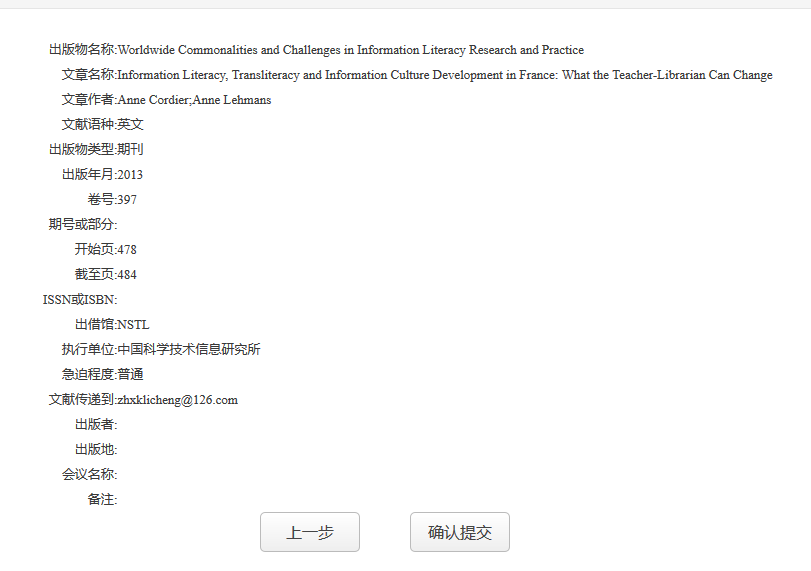 出版物名称:Worldwide Commonalities and Challenges in Information Literacy Research and Practice
文章名称:Information Literacy, Transliteracy and Information Culture Development in France: What the Teacher-Librarian Can Change
文章作者:Anne Cordier;Anne Lehmans
文献语种:英文
出版物类型:期刊
出版年月:2013
卷号:397
期号或部分:
开始页:478
截至页:484
ISSN或ISBN:
出借馆:NSTL
执行单位:中国科学技术信息研究所
急迫程度:普通
文献传递到:zhxklicheng@126.com
出版者:
出版地:
会议名称:
备注:
上一步 确认提交